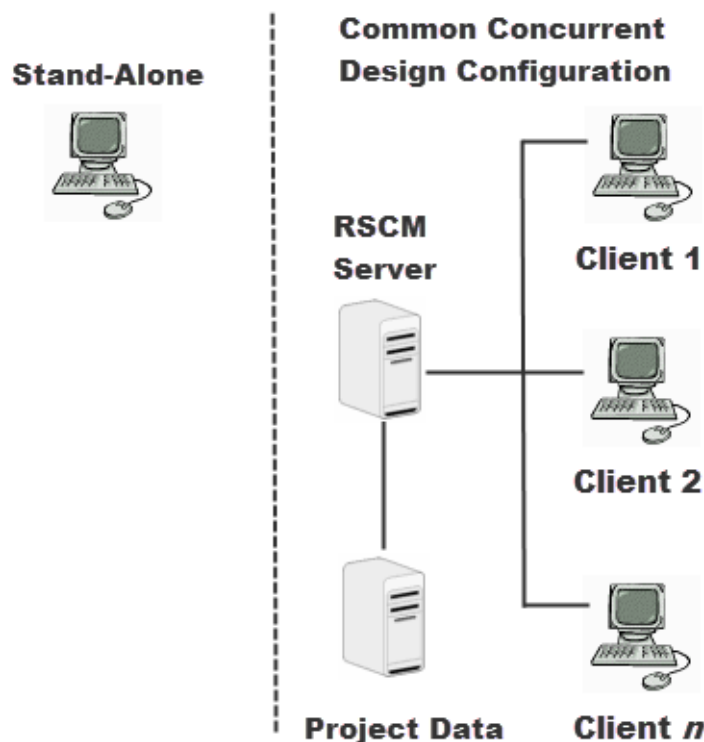 Stand-Alone
Common Concurrent
Design Configuration
RSCM
Server
Client 1
Client 2
Project Data
Client n